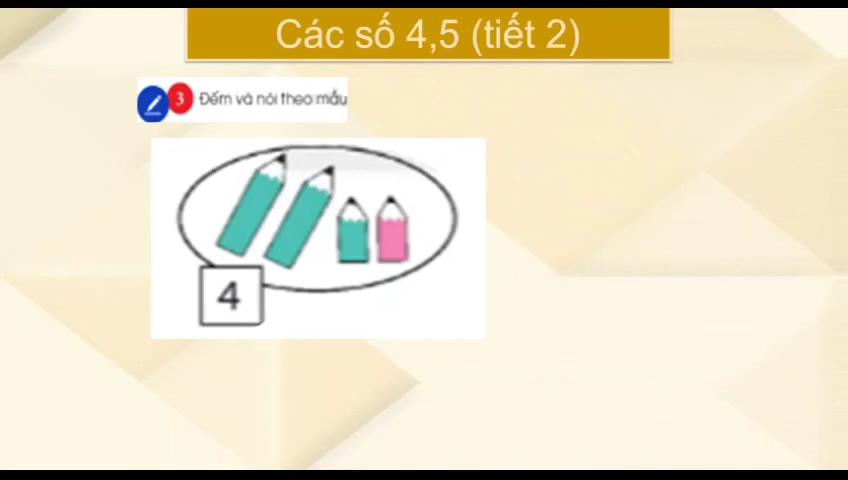 Các số 4,5 (tiết 2)
3 Đếm và nói theo mẫu
4